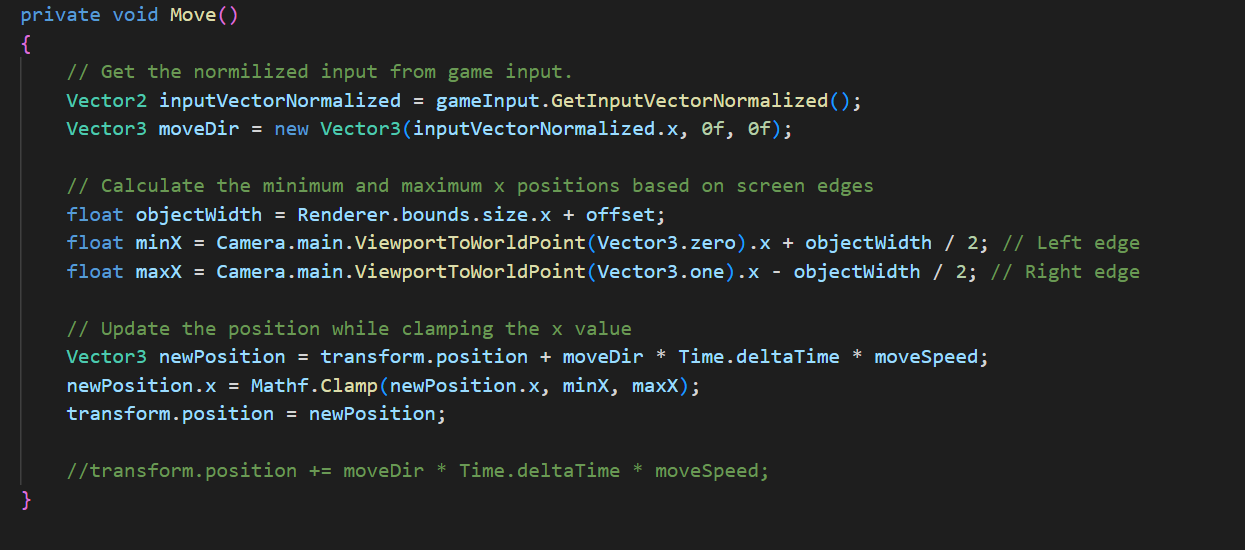 private void Move()
{
// Get the normilized input from game input.
Vector2 inputVectorNormalized = gameInput.GetInputVectorNormalized();
Vector3 moveDir = new Vector3(inputVectorNormalized.x, 0f, 0f);
// Calculate the minimum and maximum x positions based on screen edges
float objectWidth = Renderer.bounds.size.x + offset;
float minX = Camera.main.ViewportToWorldPoint(Vector3.zero).x + objectWidth / 2; // Left edge
float maxX = Camera.main.ViewportToWorldPoint(Vector3.one).x - objectWidth / 2; // Right edge
// Update the position while clamping the x value
Vector3 newPosition = transform.position + moveDir * Time.deltaTime * moveSpeed;
newPosition.x = Mathf.Clamp(newPosition.x, minX, maxX);
transform.position = newPosition;
//transform.position += moveDir * Time.deltaTime * moveSpeed;
}